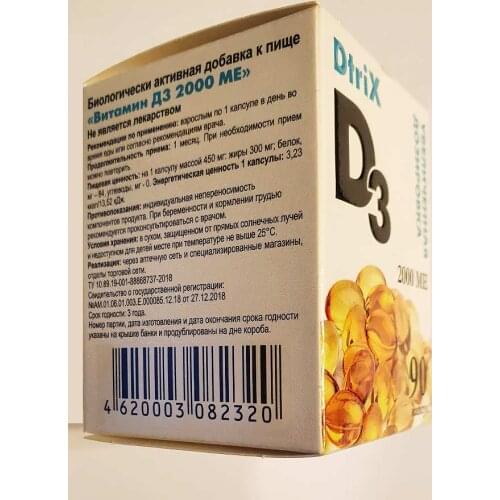 Биологически активная добавка к пище
«Витамин Д3 2000 МЕ»
Не является лекарством
Рекомендации по применению: взрослым по 1 капсуле в день во
время еды или согласно рекомендациям врача.
Продолжительность приема: 1 месяц. При необходимости прием
можно повторить.
Пищевая ценность: на 1 капсулу массой 450 мг: жиры 300 мг; белок,
мг – 84, углеводы, мг - 0. Энергетическая ценность 1 капсулы: 3,23
ккал/13,52 кДж.
Противопоказания: индивидуальная непереносимость
компонентов продукта. При беременности и кормлении грудью
рекомендуется проконсультироваться с врачом.
Условия хранения: в сухом, защищенном от прямых солнечных лучей
и недоступном для детей месте при температуре не выше 25°С.
Реализация: через аптечную сеть и специализированные магазины,
отделы торговой сети.
ТУ 10.89.19-001-88868737-2018
Свидетельство о государственной регистрации:
№АМ.01.06.01.003.Е.000085.12.18 от 27.12.2018
Срок годности: 3 года.
Номер партии, дата изготовления и дата окончания срока годности
указаны на крышке банки и продублированы на дне короба.
4 620003 082320
DtriX
D3
УВЕЛИЧЕННАЯ
ДОЗИРОВКА
2000 МЕ
90